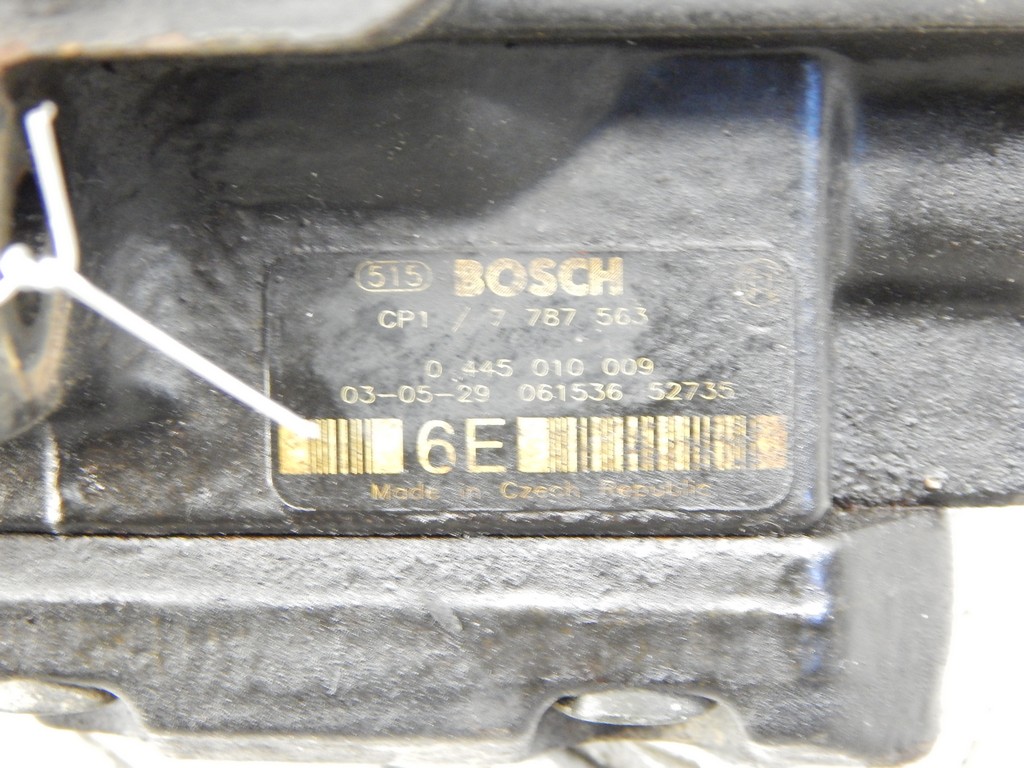 515 BOSCH
CP1 / 7 787 563
0 445 010 009
03-05-29 061536 52735
6E
Made in Czech Republic